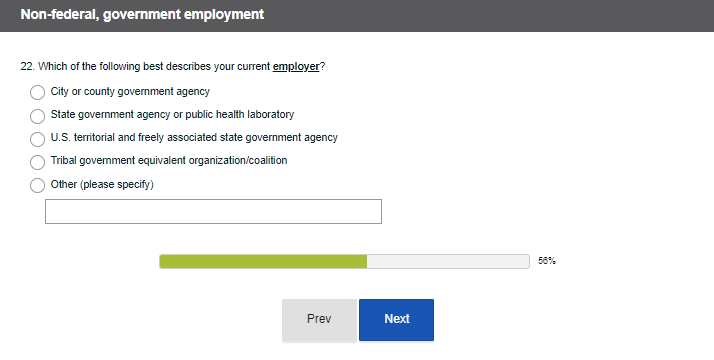 Non-federal, government employment
22. Which of the following best describes your current employer?
City or county government agency
State government agency or public health laboratory
U.S. territorial and freely associated state government agency
Tribal government equivalent organization/coalition
Other (please specify)
56%
Prev
Next